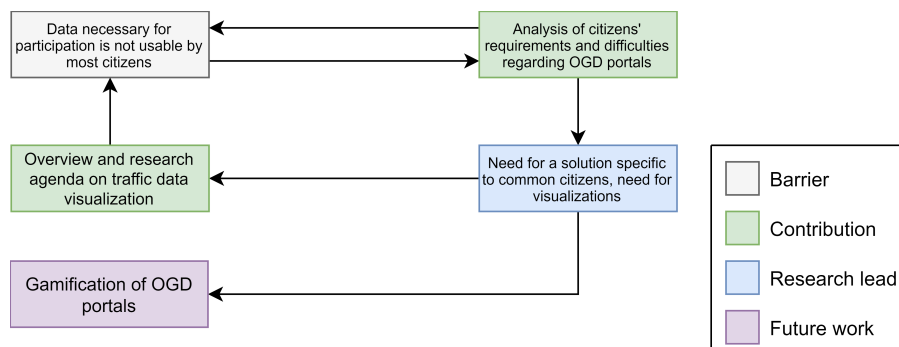 Data necessary for
participation is not usable by
most citizens
Analysis of citizens'
requirements and difficulties
regarding OGD portals
Overview and research
agenda on traffic data
visualization
Need for a solution specific
to common citizens, need for
visualizations
Gamification of OGD
portals
Barrier
Contribution
Research lead
Future work